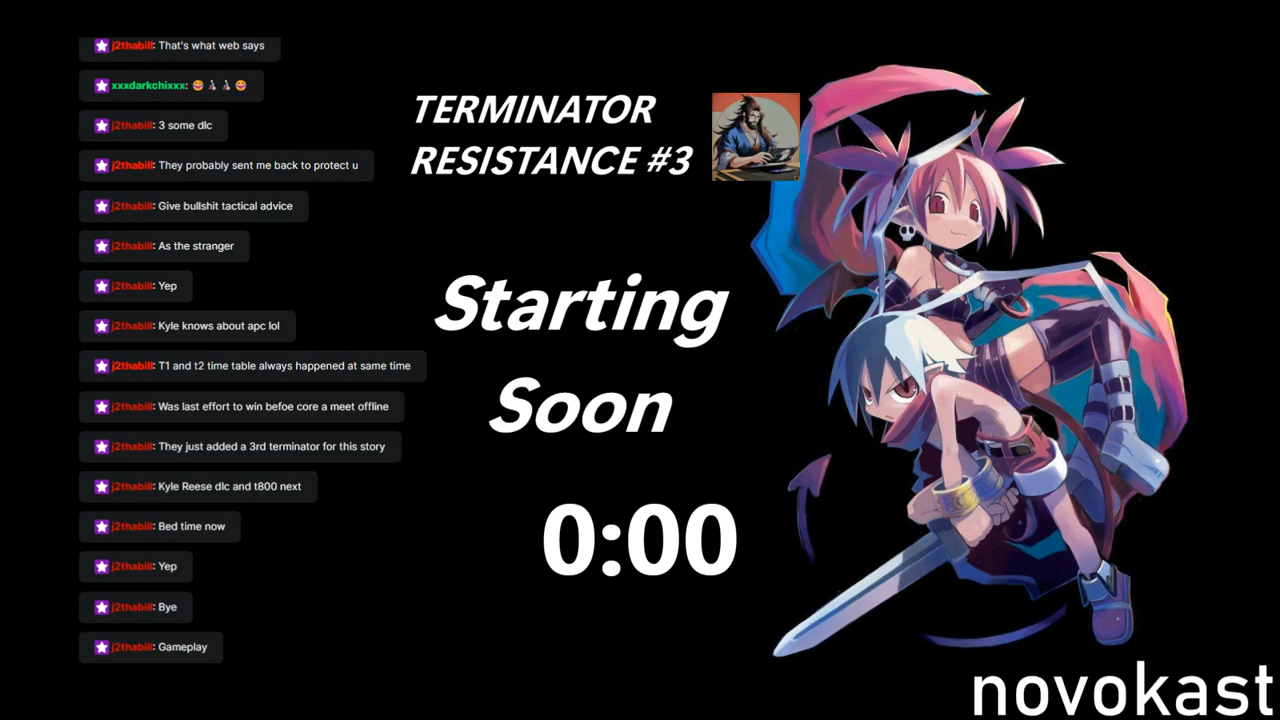 j2thabill: That's what web says
xxxdarkchixxx:
j2thabill: 3 some dlc
j2thabill: They probably sent me back to protect u
j2thabill: Give bullshit tactical advice
j2thabill: As the stranger
j2thabill: Yep
j2thabill: Kyle knows about apc lol
j2thabill: T1 and t2 time table always happened at same time
j2thabill: Was last effort to win befoe core a meet offline
j2thabill: They just added a 3rd terminator for this story
j2thabill: Kyle Reese dlc and t800 next
j2thabill: Bed time now
j2thabill: Yep
j2thabill: Bye
j2thabill: Gameplay
TERMINATOR
RESISTANCE #3
Starting
Soon
0:00
novokast